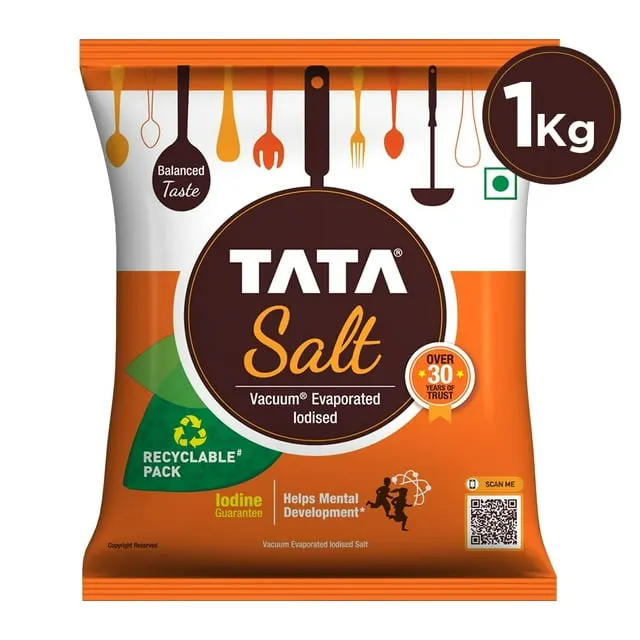 1Kg
Balanced
Taste
TATA®
Salt
Vacuum® Evaporated
Iodised
OVER
30
YEARS OF
TRUST
RECYCLABLE#
PACK
Iodine
Guarantee
Helps Mental
Development*
SCAN ME
Copyright Reserved
Vacuum Evaporated Iodised Salt